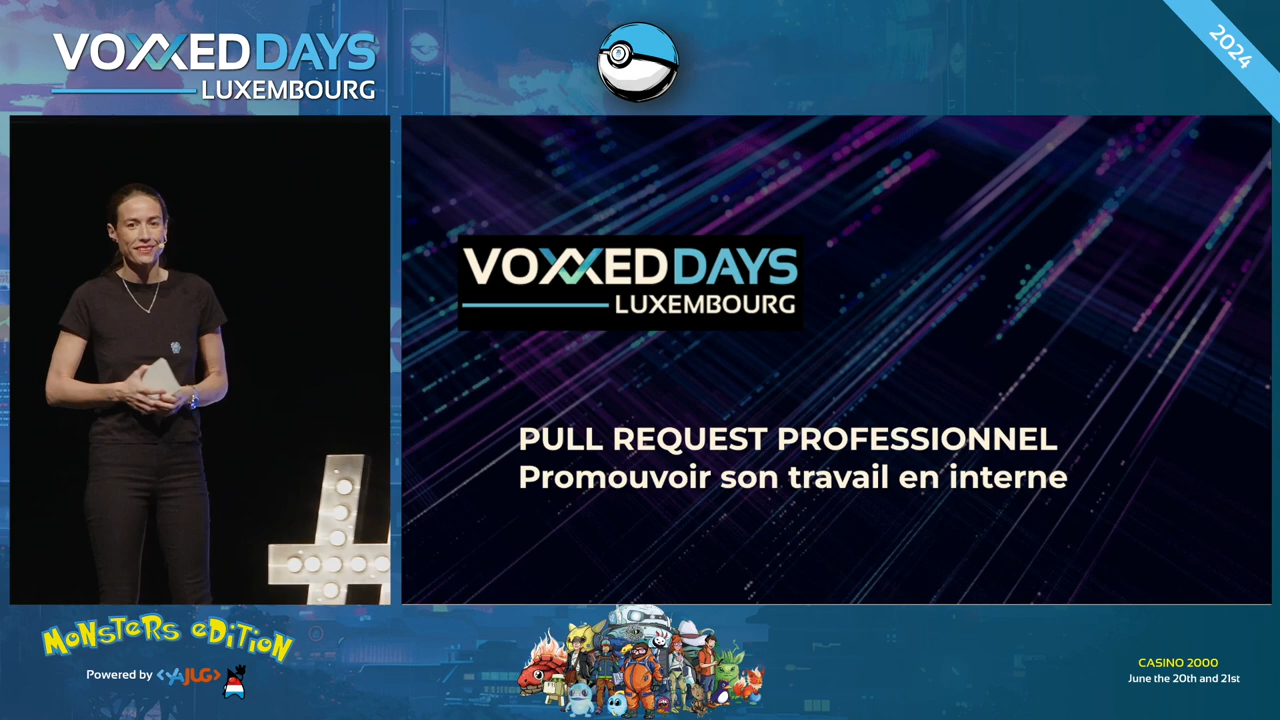 VOXXED DAYS
LUXEMBOURG
2024
VOXXED DAYS
LUXEMBOURG
PULL REQUEST PROFESSIONNEL
Promouvoir son travail en interne
MONSTERS EDITION
Powered by <YAJLG>
CASINO 2000
June the 20th and 21st